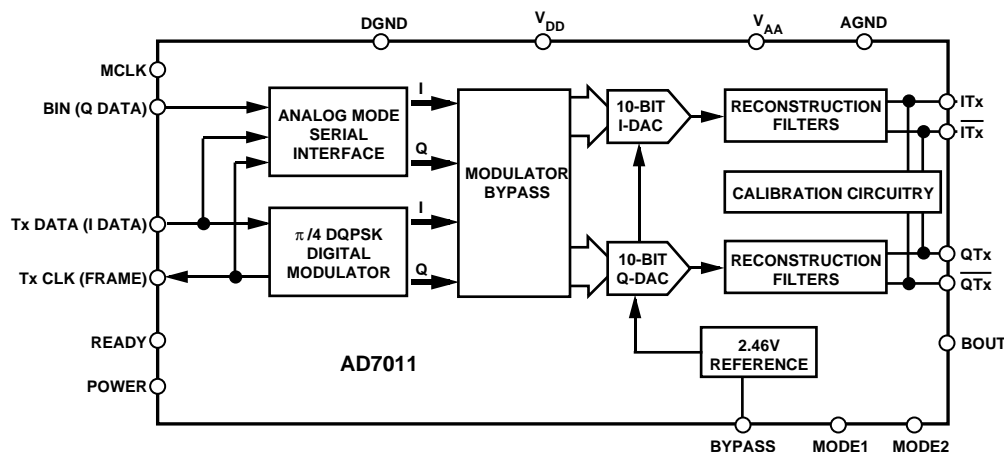 DGND
V_DD
V_AA
AGND
MCLK
BIN (Q DATA)
Tx DATA (I DATA)
Tx CLK (FRAME)
READY
POWER
ANALOG MODE
SERIAL
INTERFACE
I
Q
π/4 DQPSK
DIGITAL
MODULATOR
I
Q
MODULATOR
BYPASS
10-BIT
I-DAC
10-BIT
Q-DAC
RECONSTRUCTION
FILTERS
CALIBRATION CIRCUITRY
RECONSTRUCTION
FILTERS
2.46V
REFERENCE
AD7011
ITx
I̅T̅x̅
QTx
Q̅T̅x̅
BOUT
BYPASS
MODE1
MODE2